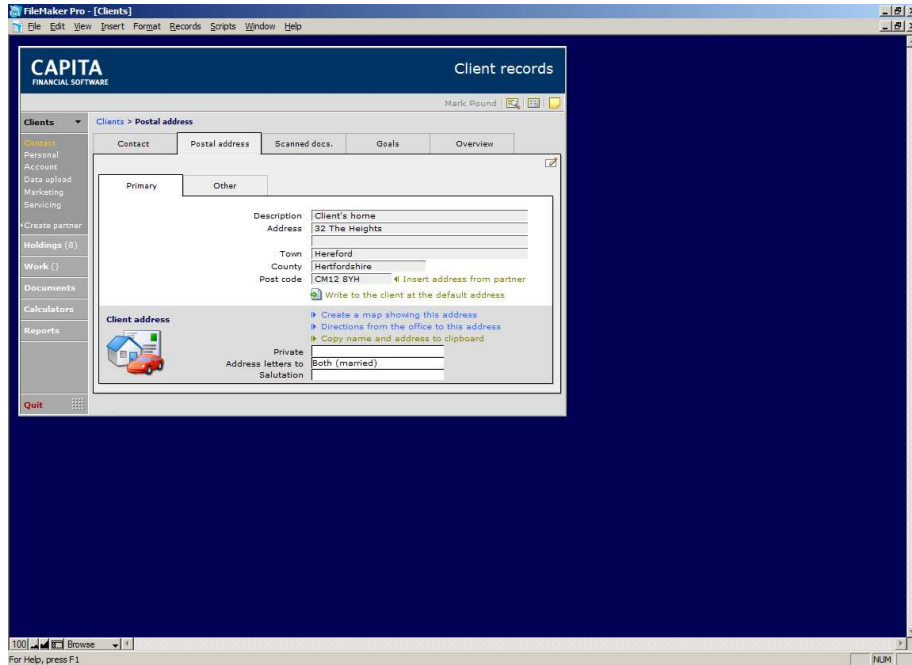 FileMaker Pro - [Clients]
File Edit View Insert Format Records Scripts Window Help
CAPITA
FINANCIAL SOFTWARE
Client records
Mark Pound
Clients
Clients > Postal address
Contact
Personal
Account
Data upload
Marketing
Servicing
Create partner
Holdings (8)
Work ()
Documents
Calculators
Reports
Quit
Contact Postal address Scanned docs. Goals Overview
Primary Other
Description Client's home
Address 32 The Heights
Town Hereford
County Hertfordshire
Post code CM12 8YH Insert address from partner
Write to the client at the default address
Client address
Create a map showing this address
Directions from the office to this address
Copy name and address to clipboard
Private
Address letters to Both (married)
Salutation
100 Browse
For Help, press F1
NUM